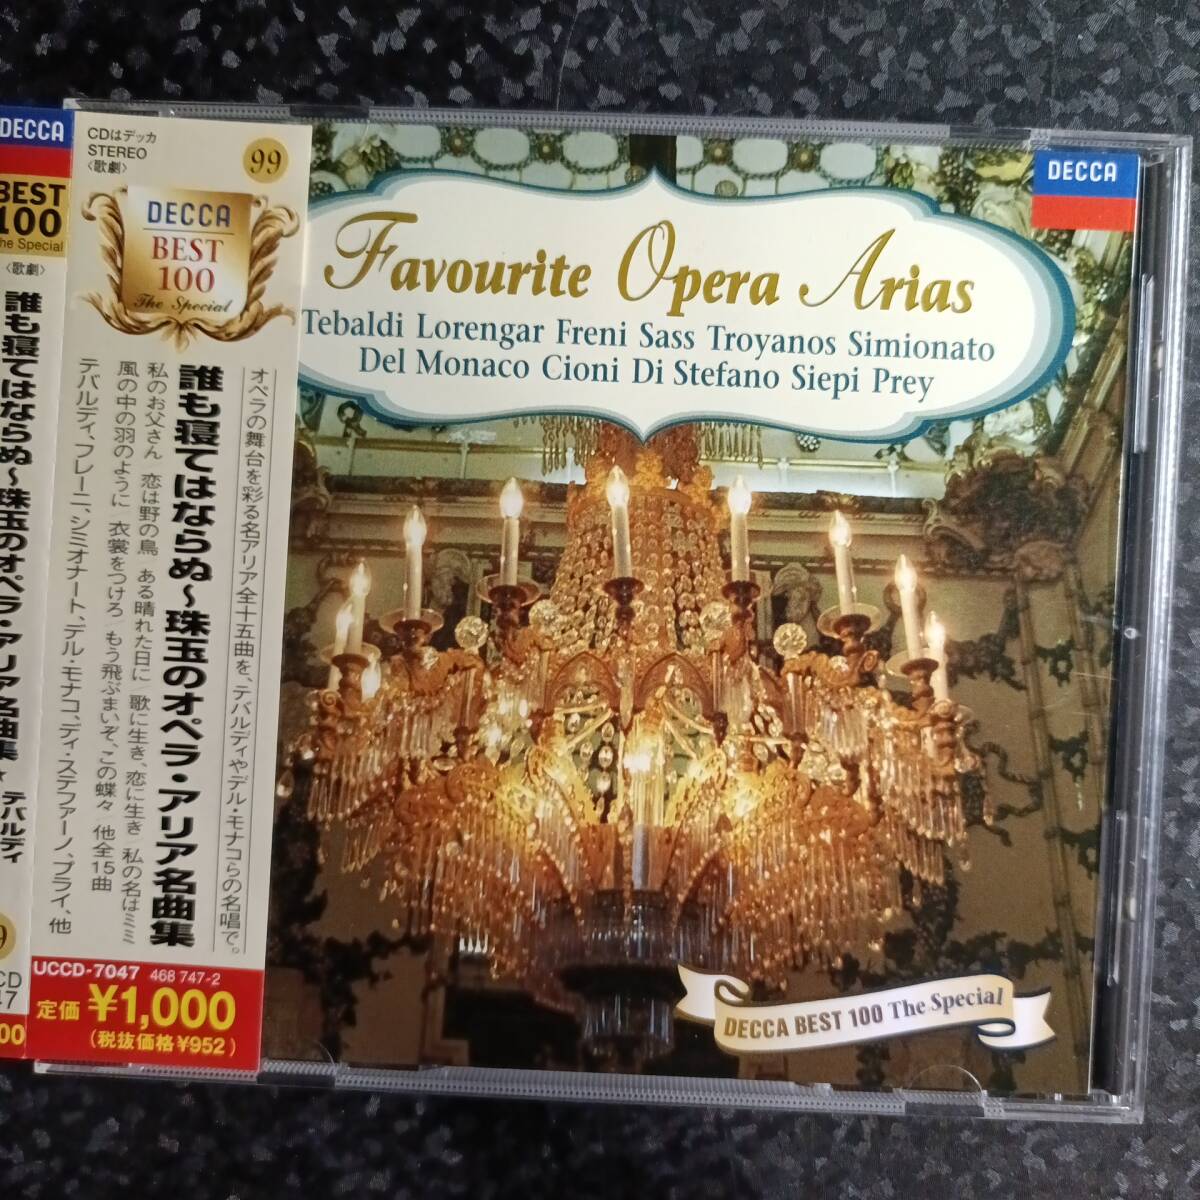 DECCA
BEST
100
The Special
〈歌劇〉
誰も寝てはならぬ～珠玉のオペラ・アリア名曲集
★テバルディ
CDはデッカ
STEREO
〈歌劇〉
99
DECCA
BEST
100
The Special
オペラの舞台を彩る名アリア全十五曲を、テバルディやデル・モナコらの名唱で。
誰も寝てはならぬ～珠玉のオペラ・アリア名曲集
私のお父さん 恋は野の鳥 ある晴れた日に 歌に生き、恋に生き 私の名はミミ
風の中の羽のように 衣裳をつけろ／もう飛ぶまいぞ、この蝶々／他全15曲
テバルディ、フレーニ、シミオナート、デル・モナコ、ディ・ステファーノ、プライ、他
UCCD-7047 468 747-2
定価 ¥1,000
(税抜価格¥952)
DECCA
Favourite Opera Arias
Tebaldi Lorengar Freni Sass Troyanos Simionato
Del Monaco Cioni Di Stefano Siepi Prey
DECCA BEST 100 The Special